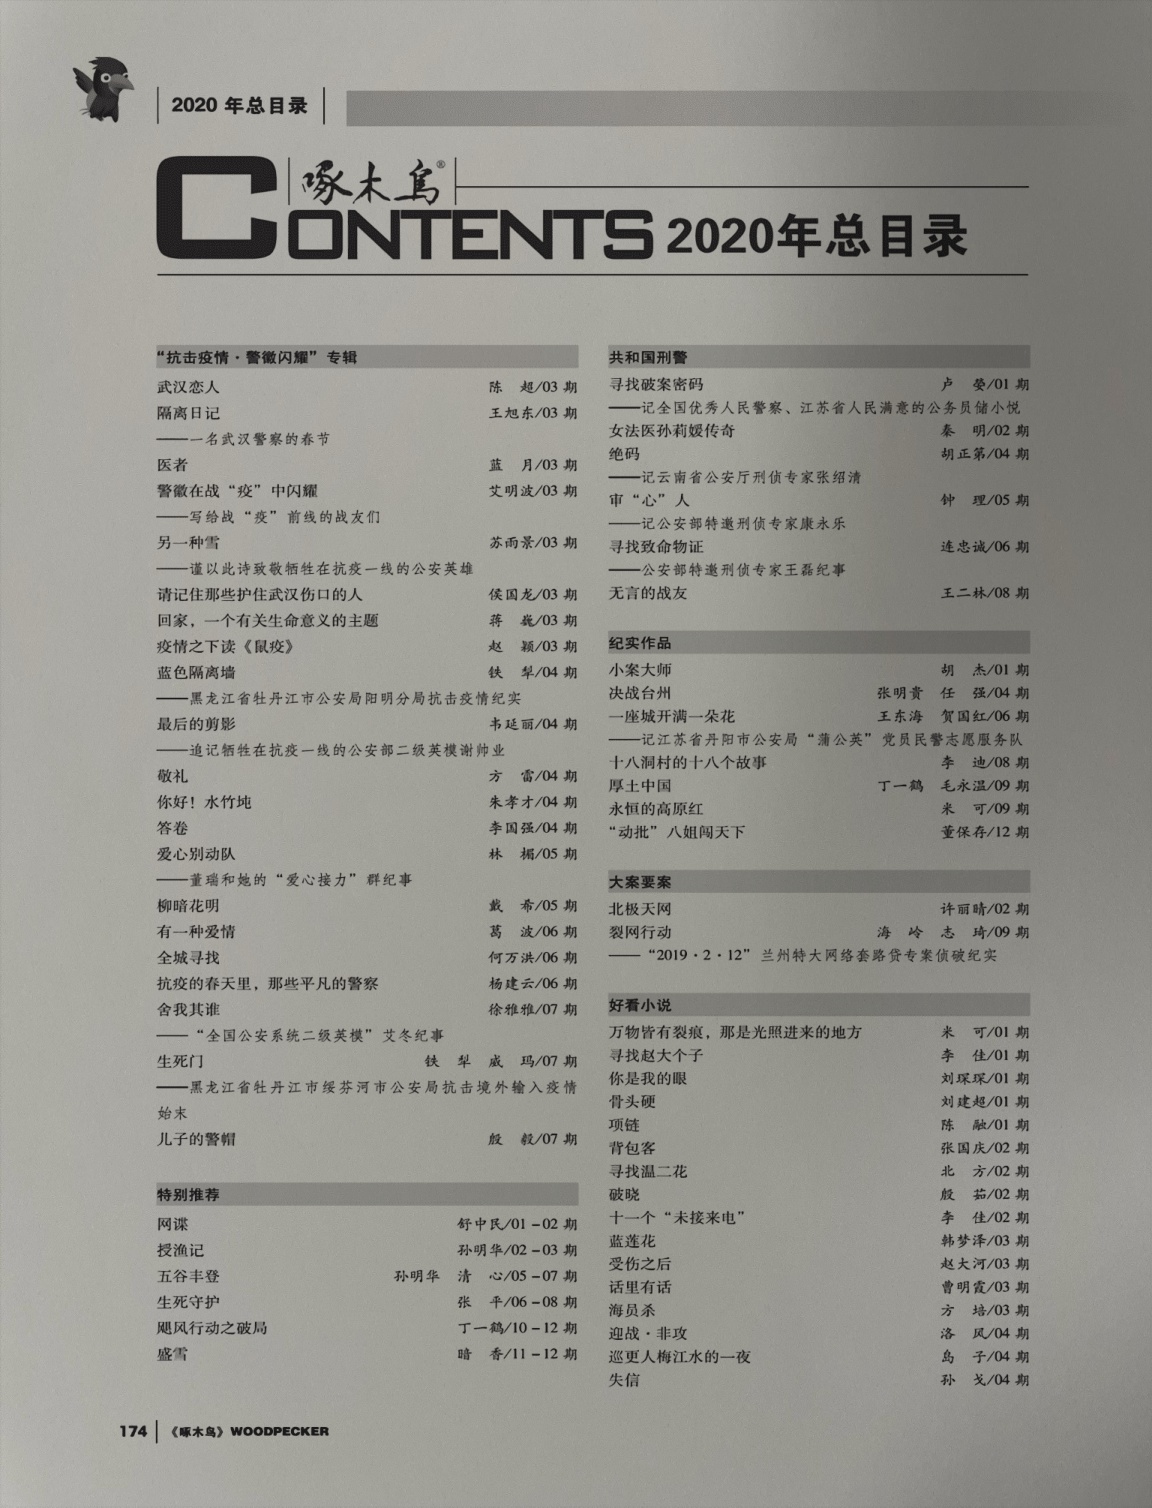 2020 年总目录
啄木鸟®
CONTENTS 2020年总目录
“抗击疫情·警徽闪耀”专辑
武汉恋人 陈 超/03 期
隔离日记 王旭东/03 期
——一名武汉警察的春节
医者 蓝 月/03 期
警徽在战“疫”中闪耀 艾明波/03 期
——写给战“疫”前线的战友们
另一种雪 苏雨景/03 期
——谨以此诗致敬牺牲在抗疫一线的公安英雄
请记住那些护住武汉伤口的人 侯国龙/03 期
回家，一个有关生命意义的主题 蒋 巍/03 期
疫情之下读《鼠疫》 赵 颖/03 期
蓝色隔离墙 铁 犁/04 期
——黑龙江省牡丹江市公安局阳明分局抗击疫情纪实
最后的剪影 韦延丽/04 期
——追记牺牲在抗疫一线的公安部二级英模谢帅业
敬礼 方 雷/04 期
你好！水竹坉 朱孝才/04 期
答卷 李国强/04 期
爱心别动队 林 楣/05 期
——董瑞和她的“爱心接力”群纪事
柳暗花明 戴 希/05 期
有一种爱情 葛 波/06 期
全城寻找 何万洪/06 期
抗疫的春天里，那些平凡的警察 杨建云/06 期
舍我其谁 徐雅雅/07 期
——“全国公安系统二级英模”艾冬纪事
生死门 铁 犁 威 玛/07 期
——黑龙江省牡丹江市绥芬河市公安局抗击境外输入疫情
始末
儿子的警帽 殷 毅/07 期
特别推荐
网谍 舒中民/01－02 期
授渔记 孙明华/02－03 期
五谷丰登 孙明华 清 心/05－07 期
生死守护 张 平/06－08 期
飓风行动之破局 丁一鹤/10－12 期
盛雪 暗 香/11－12 期
共和国刑警
寻找破案密码 卢 荧/01 期
——记全国优秀人民警察、江苏省人民满意的公务员储小悦
女法医孙莉媛传奇 秦 明/02 期
绝码 胡正第/04 期
——记云南省公安厅刑侦专家张绍清
审“心”人 钟 理/05 期
——记公安部特邀刑侦专家康永乐
寻找致命物证 连忠诚/06 期
——公安部特邀刑侦专家王磊纪事
无言的战友 王二林/08 期
纪实作品
小案大师 胡 杰/01 期
决战台州 张明贵 任 强/04 期
一座城开满一朵花 王东海 贺国红/06 期
——记江苏省丹阳市公安局“蒲公英”党员民警志愿服务队
十八洞村的十八个故事 李 迪/08 期
厚土中国 丁一鹤 毛永温/09 期
永恒的高原红 米 可/09 期
“动批”八姐闯天下 董保存/12 期
大案要案
北极天网 许丽晴/02 期
裂网行动 海 岭 志 琦/09 期
——“2019·2·12”兰州特大网络套路贷专案侦破纪实
好看小说
万物皆有裂痕，那是光照进来的地方 米 可/01 期
寻找赵大个子 李 佳/01 期
你是我的眼 刘琛琛/01 期
骨头硬 刘建超/01 期
项链 陈 融/01 期
背包客 张国庆/02 期
寻找温二花 北 方/02 期
破晓 殷 茹/02 期
十一个“未接来电” 李 佳/02 期
蓝莲花 韩梦泽/03 期
受伤之后 赵大河/03 期
话里有话 曹明霞/03 期
海员杀 方 培/03 期
迎战·非攻 洛 风/04 期
巡更人梅江水的一夜 岛 子/04 期
失信 孙 戈/04 期
174 《啄木鸟》WOODPECKER